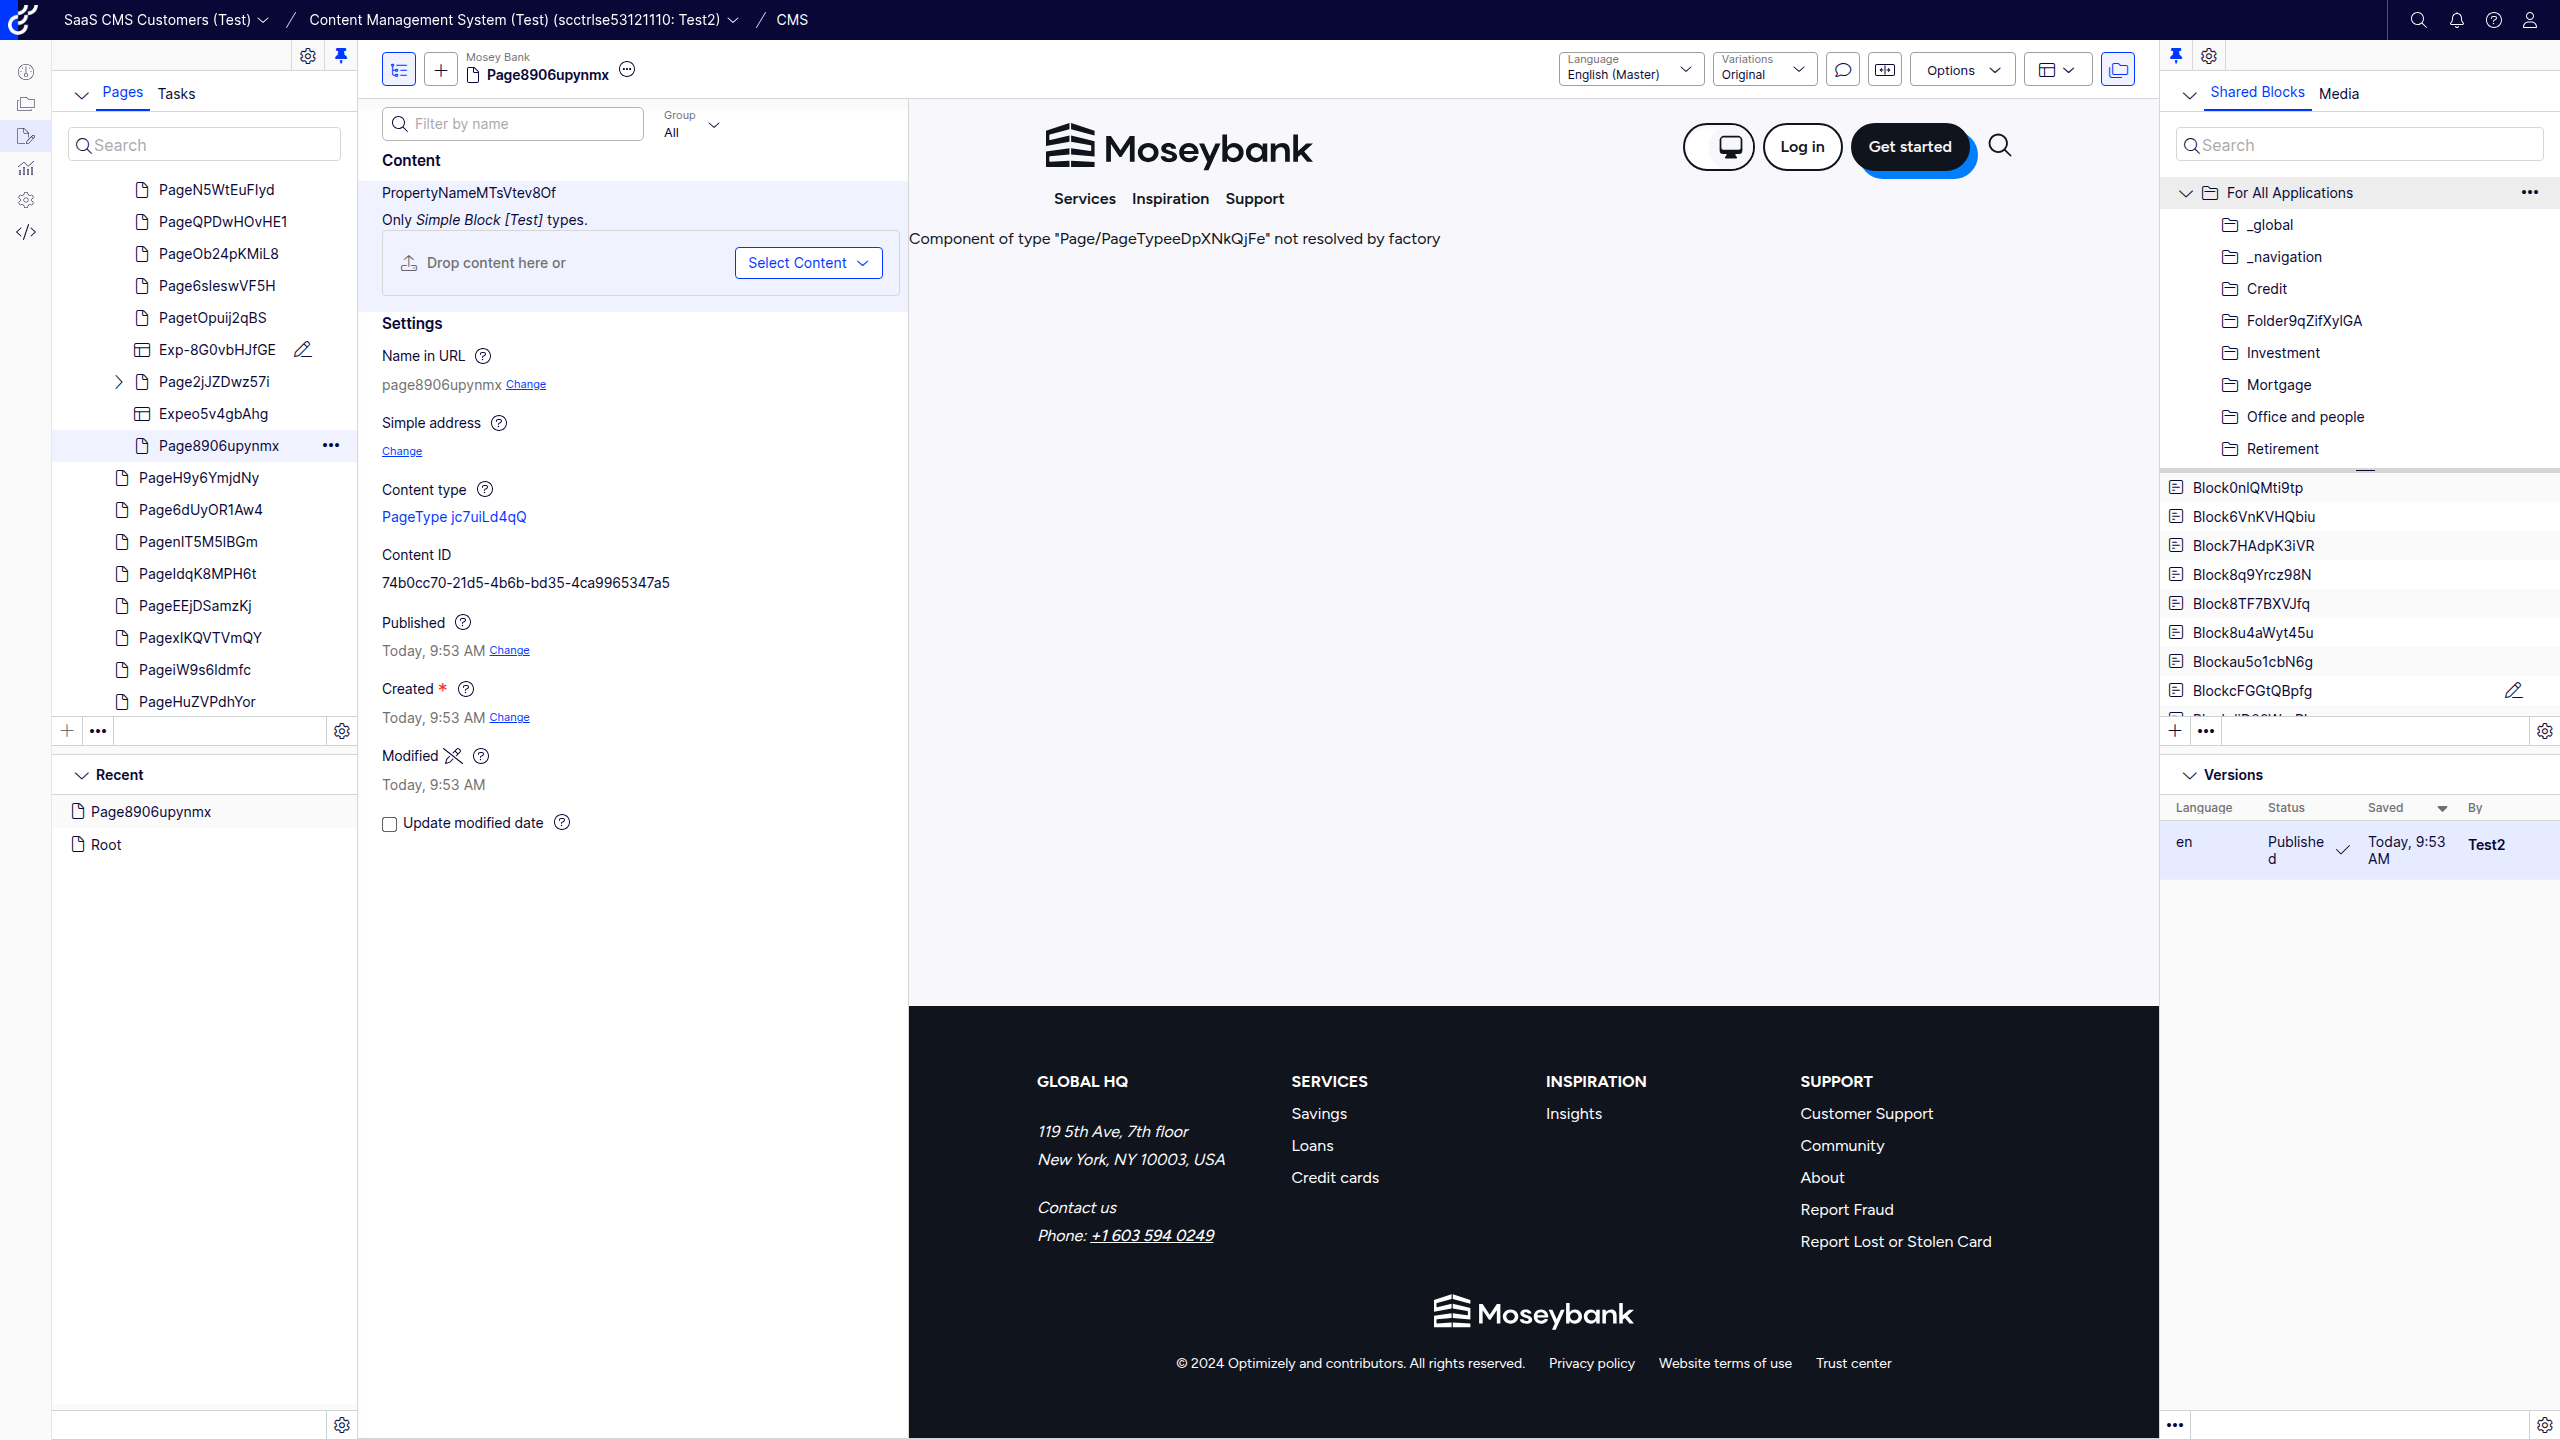 SaaS CMS Customers (Test) / Content Management System (Test) (scctrlse53121110: Test2) / CMS
Pages Tasks
Search
PageN5WtEuFlyd
PageQPDwHOvHE1
PageOb24pKMiL8
Page6sleswVF5H
PagetOpuij2qBS
Exp-8G0vbHJfGE
Page2jJZDwz57i
Expeo5v4gbAhg
Page8906upynmx
PageH9y6YmjdNy
Page6dUyOR1Aw4
PagenIT5M5IBGm
PageIdqK8MPH6t
PageEEjDSamzKj
PagexIKQVTVmQY
PageiW9s6ldmfc
PageHuZVPdhYor
Recent
Page8906upynmx
Root
Mosey Bank
Page8906upynmx
Language
English (Master)
Variations
Original
Options
Filter by name
Group
All
Content
PropertyNameMTsVtev8Of
Only Simple Block [Test] types.
Drop content here or
Select Content
Settings
Name in URL
page8906upynmx Change
Simple address
Change
Content type
PageType jc7uiLd4qQ
Content ID
74b0cc70-21d5-4b6b-bd35-4ca9965347a5
Published
Today, 9:53 AM Change
Created *
Today, 9:53 AM Change
Modified
Today, 9:53 AM
Update modified date
Moseybank
Log in
Get started
Services Inspiration Support
Component of type "Page/PageTypeeDpXNkQjFe" not resolved by factory
GLOBAL HQ
119 5th Ave, 7th floor
New York, NY 10003, USA
Contact us
Phone: +1 603 594 0249
SERVICES
Savings
Loans
Credit cards
INSPIRATION
Insights
SUPPORT
Customer Support
Community
About
Report Fraud
Report Lost or Stolen Card
Moseybank
© 2024 Optimizely and contributors. All rights reserved. Privacy policy Website terms of use Trust center
Shared Blocks Media
Search
For All Applications
_global
_navigation
Credit
Folder9qZifXylGA
Investment
Mortgage
Office and people
Retirement
Block0nlQMti9tp
Block6VnKVHQbiu
Block7HAdpK3iVR
Block8q9Yrcz98N
Block8TF7BXVJfq
Block8u4aWyt45u
Blockau5o1cbN6g
BlockcFGGtQBpfg
Versions
Language Status Saved By
en Publishe Today, 9:53 Test2
d AM